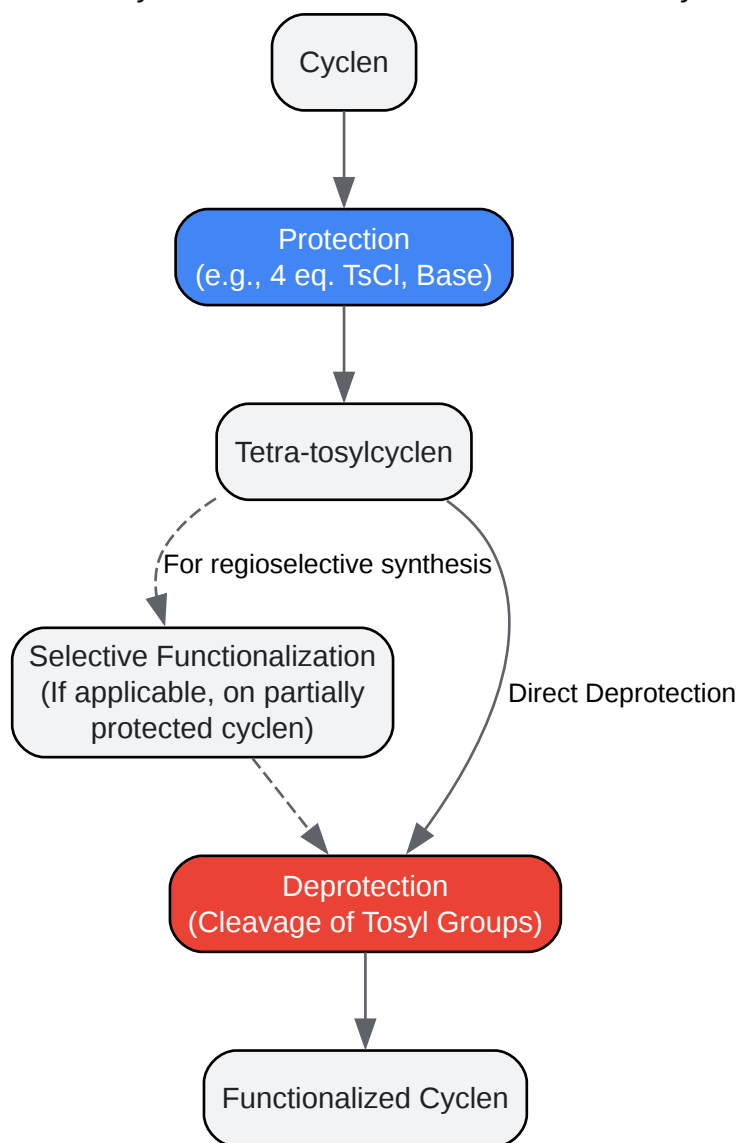 Cyclen
Protection
(e.g., 4 eq. TsCl, Base)
Tetra-tosylcyclen
For regioselective synthesis
Selective Functionalization
(If applicable, on partially
protected cyclen)
Direct Deprotection
Deprotection
(Cleavage of Tosyl Groups)
Functionalized Cyclen